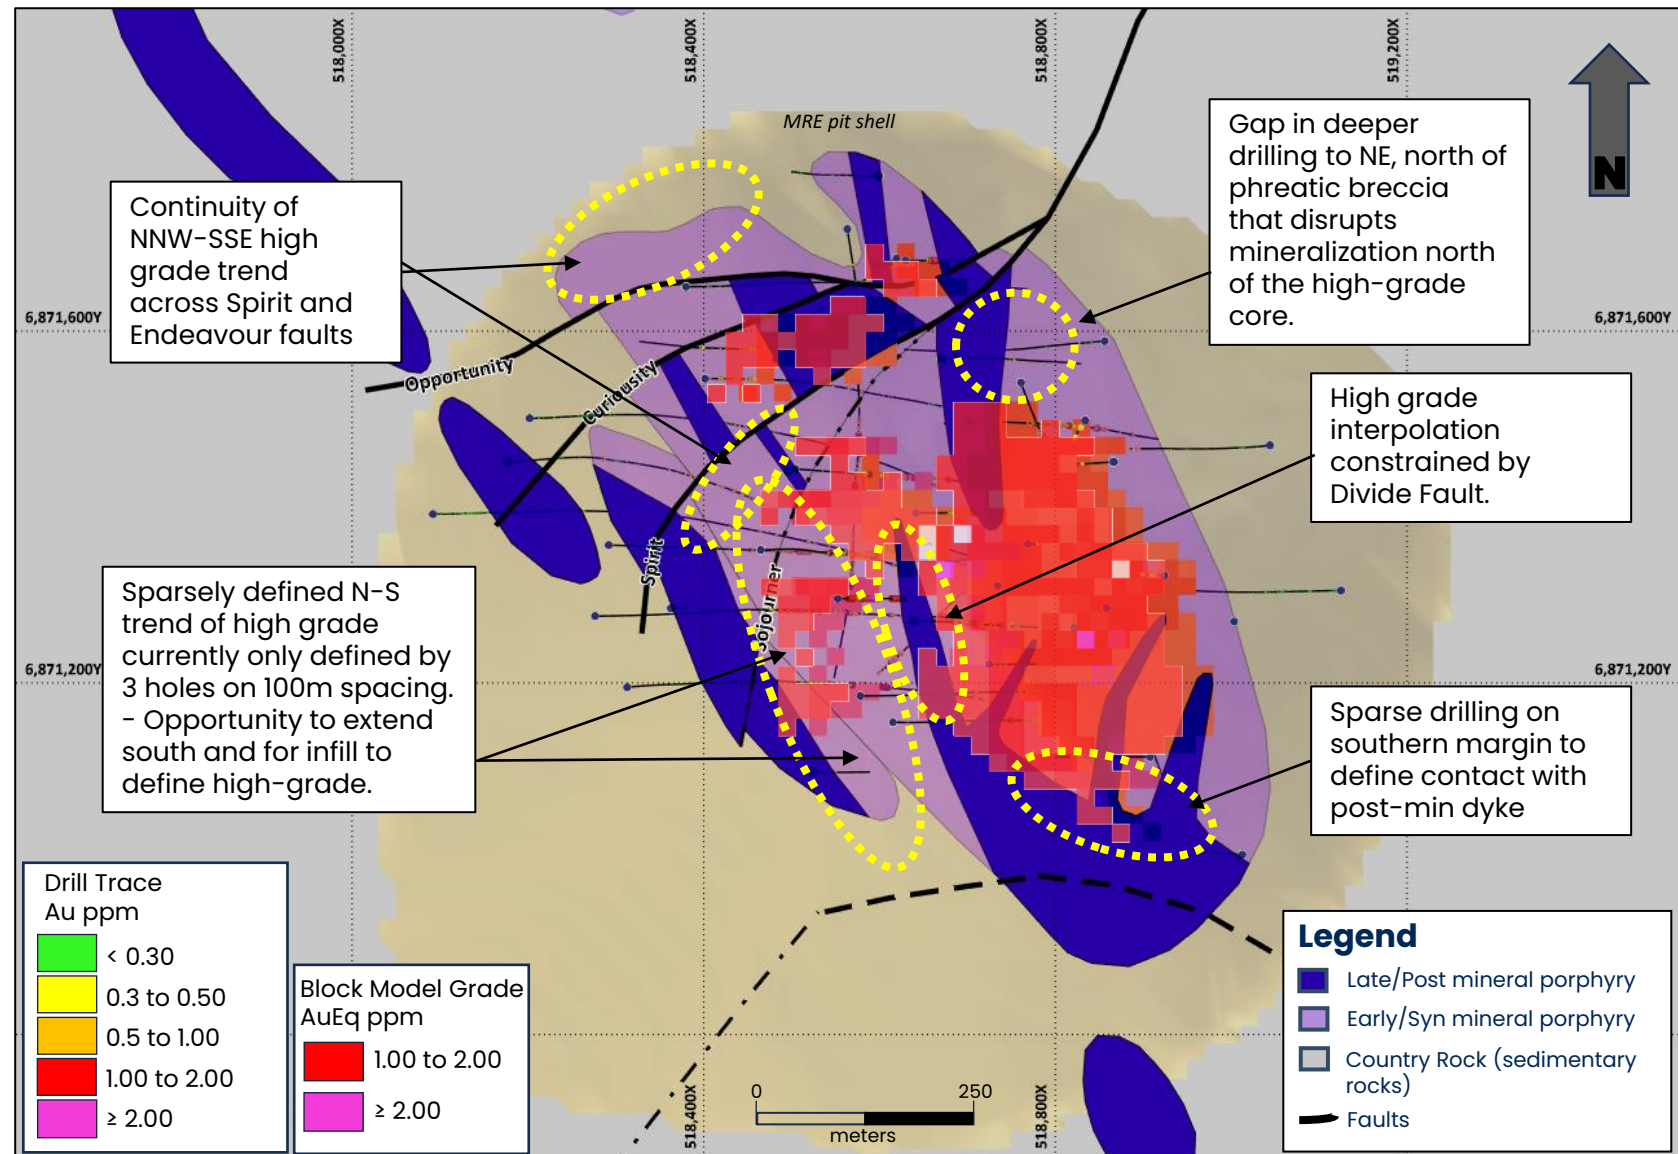 518,000X
518,400X
518,800X
519,200X
MRE pit shell
N
Continuity of
NNW-SSE high
grade trend
across Spirit and
Endeavour faults
Gap in deeper
drilling to NE, north of
phreatic breccia
that disrupts
mineralization north
of the high-grade
core.
6,871,600Y
6,871,600Y
Opportunity
Curiousity
High grade
interpolation
constrained by
Divide Fault.
Spirit
Sojourner
Sparsely defined N-S
trend of high grade
currently only defined by
3 holes on 100m spacing.
- Opportunity to extend
south and for infill to
define high-grade.
6,871,200Y
6,871,200Y
Sparse drilling on
southern margin to
define contact with
post-min dyke
Drill Trace
Au ppm
< 0.30
0.3 to 0.50
0.5 to 1.00
1.00 to 2.00
≥ 2.00
Block Model Grade
AuEq ppm
1.00 to 2.00
≥ 2.00
518,400X
0 250
meters
518,800X
Legend
Late/Post mineral porphyry
Early/Syn mineral porphyry
Country Rock (sedimentary
rocks)
Faults